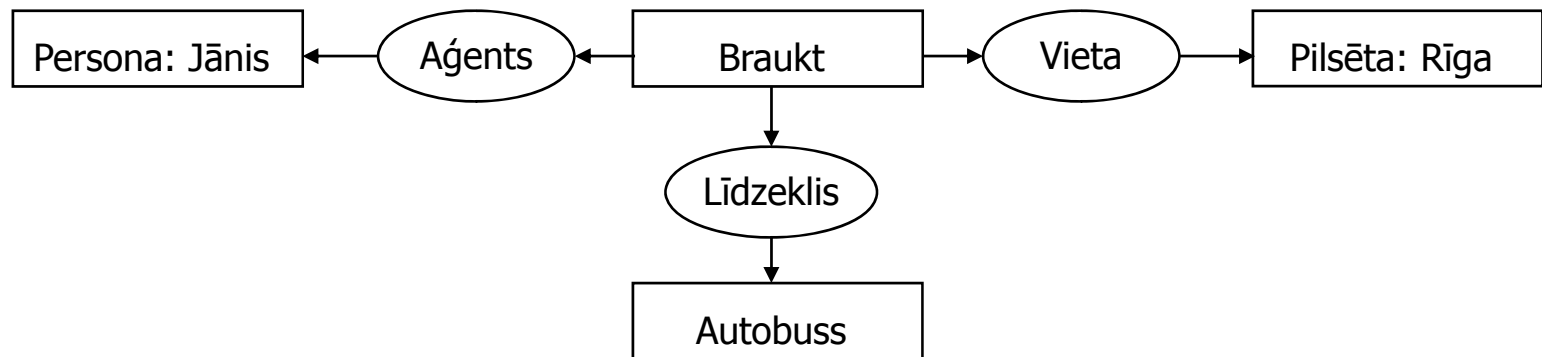 Persona: Jānis
Aģents
Braukt
Vieta
Pilsēta: Rīga
Līdzeklis
Autobuss